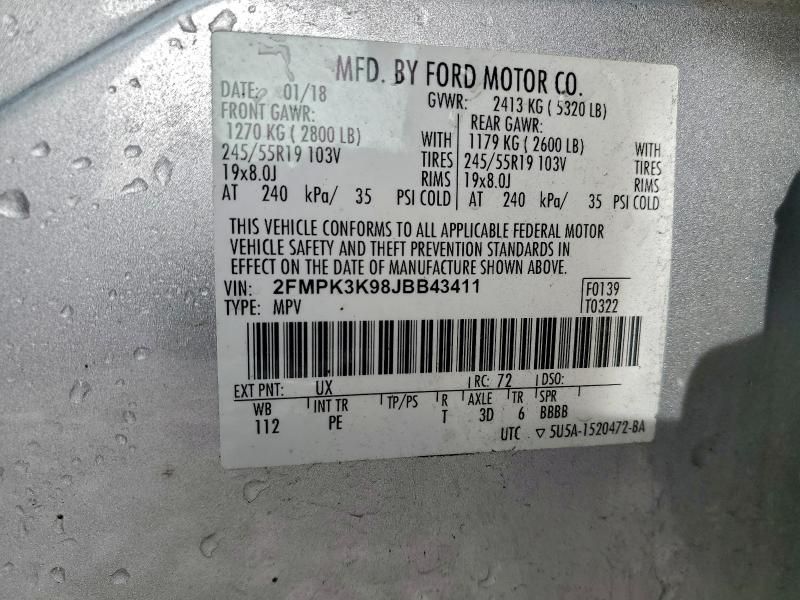 MFD. BY FORD MOTOR CO.
DATE: 01/18 GVWR: 2413 KG ( 5320 LB)
FRONT GAWR: REAR GAWR:
1270 KG ( 2800 LB) WITH 1179 KG ( 2600 LB) WITH
245/55R19 103V TIRES 245/55R19 103V TIRES
19x8.0J RIMS 19x8.0J RIMS
AT 240 kPa/ 35 PSI COLD AT 240 kPa/ 35 PSI COLD
THIS VEHICLE CONFORMS TO ALL APPLICABLE FEDERAL MOTOR
VEHICLE SAFETY AND THEFT PREVENTION STANDARDS IN
EFFECT ON THE DATE OF MANUFACTURE SHOWN ABOVE.
VIN: 2FMPK3K98JBB43411 F0139
TYPE: MPV T0322
EXT PNT: UX RC: 72 DSO:
WB INT TR TP/PS R AXLE TR SPR
112 PE T 3D 6 BBBB
UTC ▽ 5U5A-1520472-BA